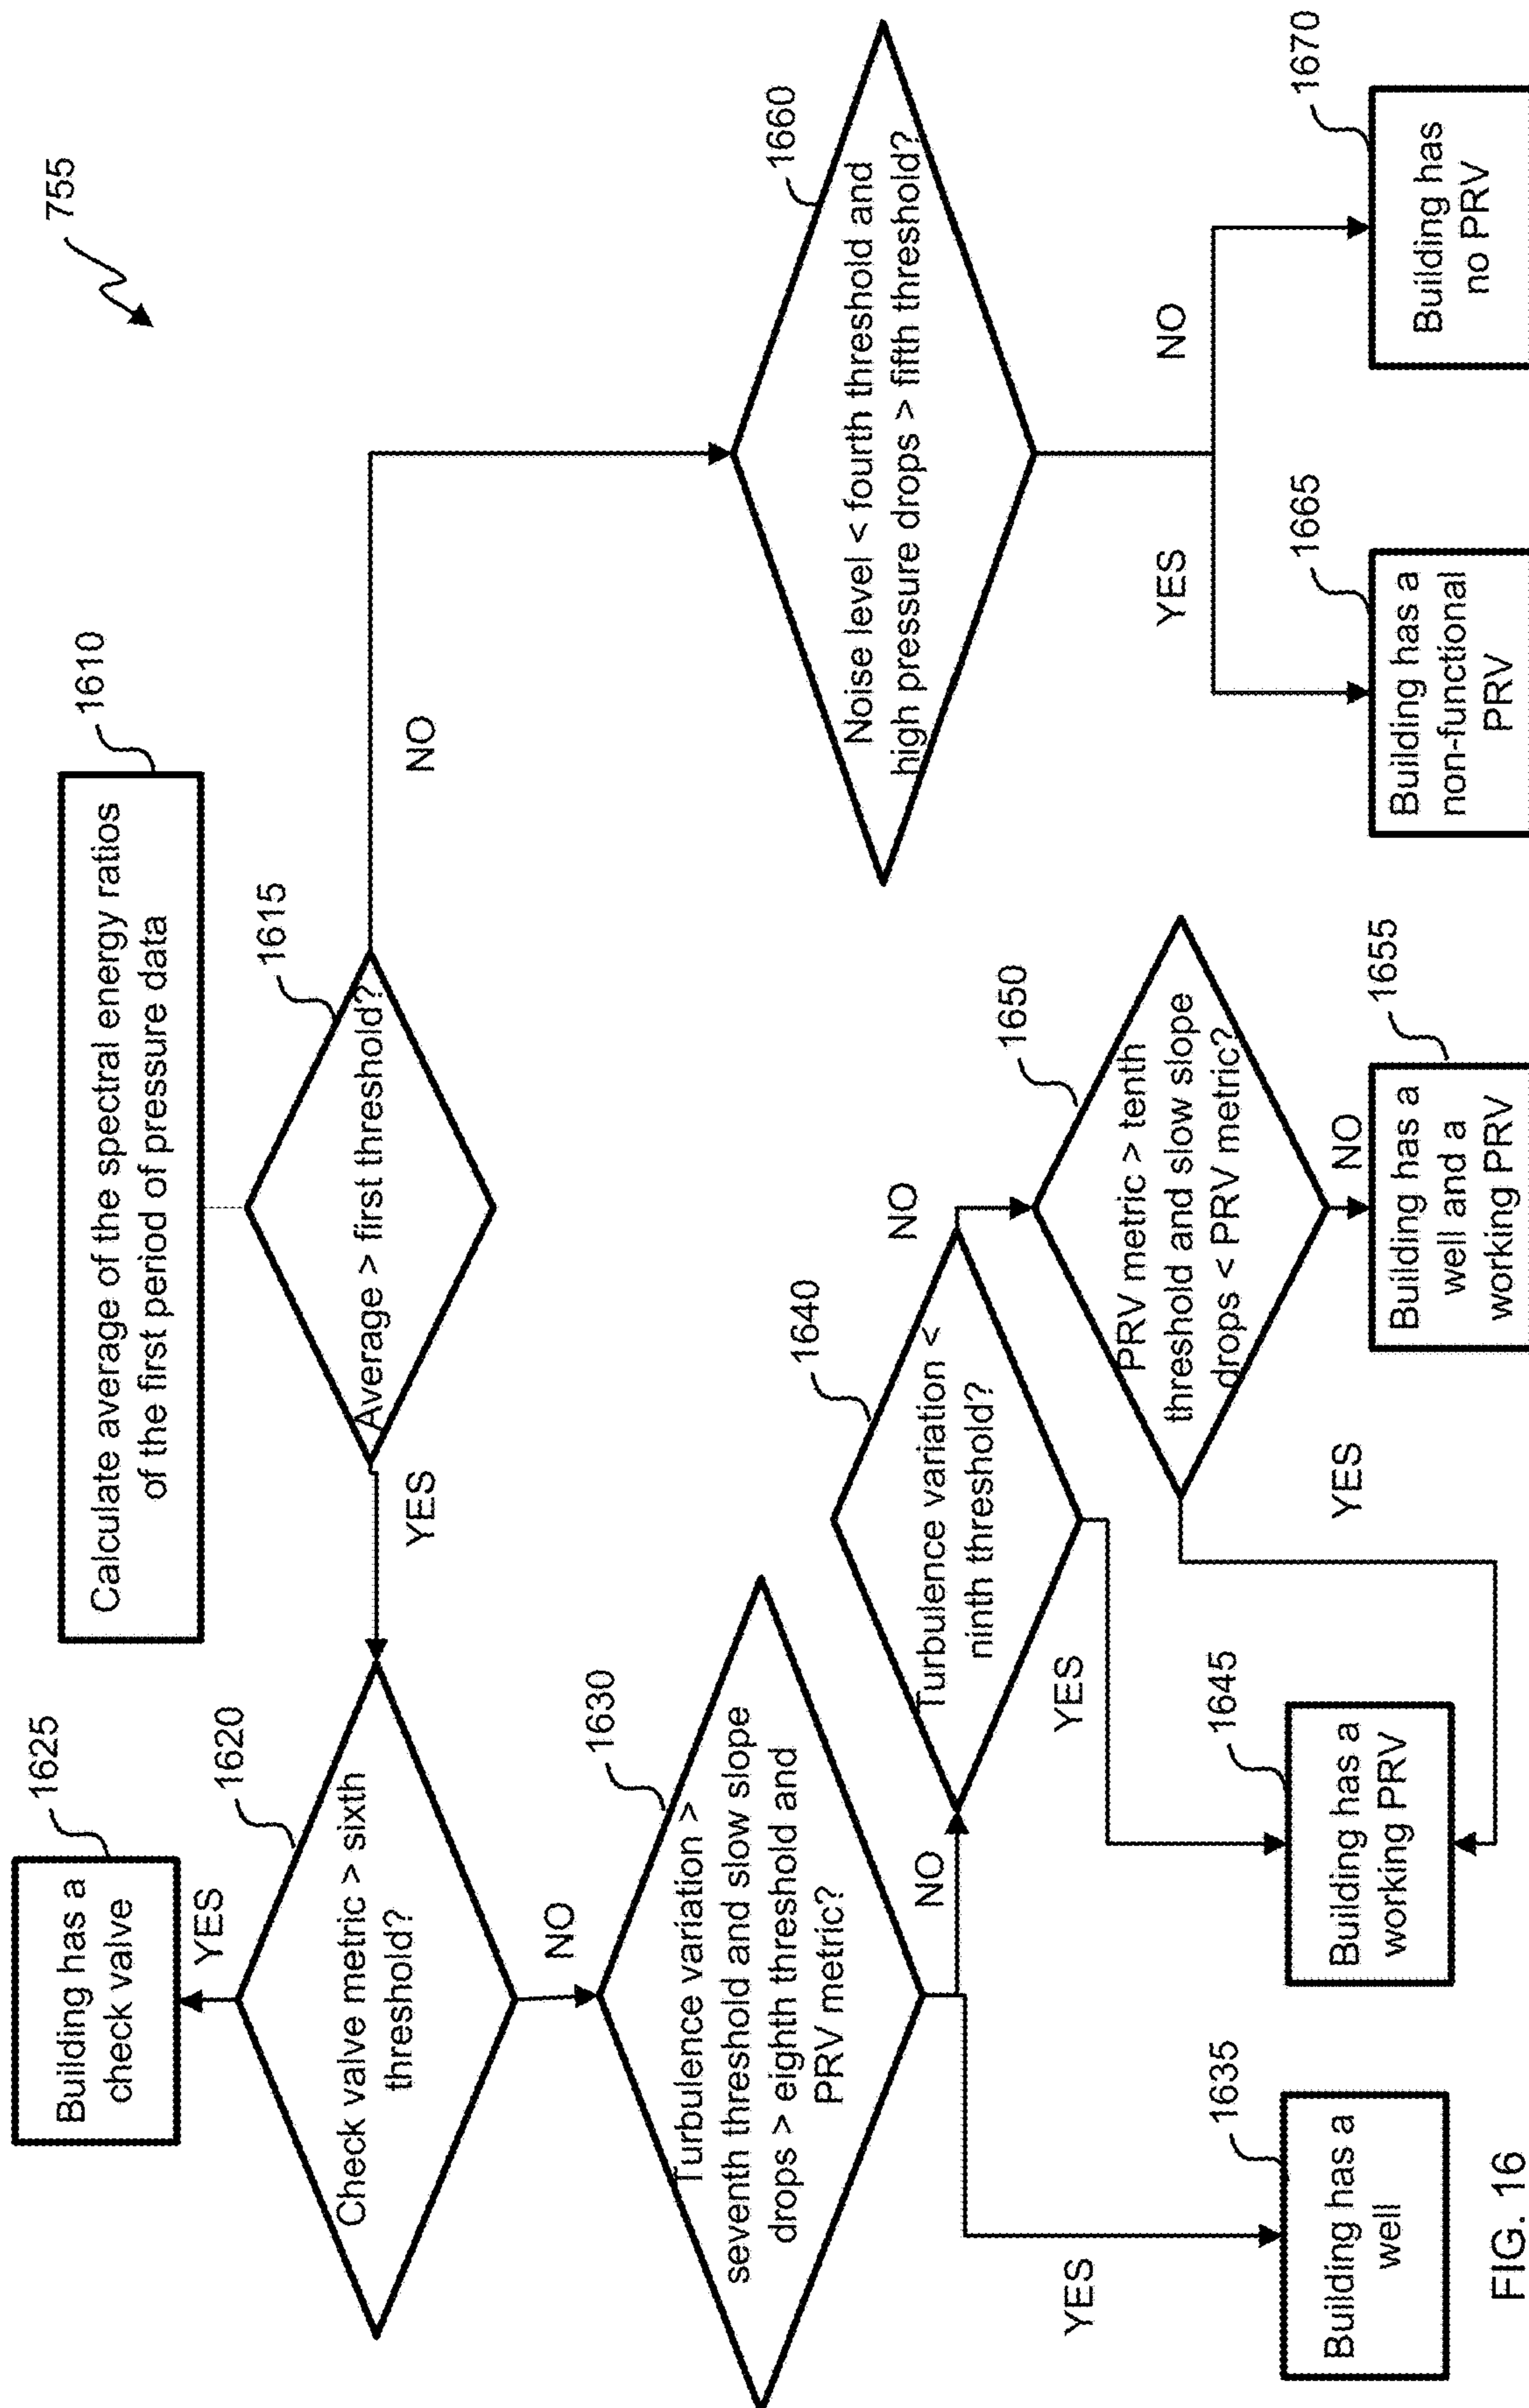 755
1610
Calculate average of the spectral energy ratios
of the first period of pressure data
1615
Average > first threshold?
YES
NO
1625
Building has a
check valve
YES
1620
Check valve metric > sixth
threshold?
NO
1630
Turbulence variation >
seventh threshold and slow slope
drops > eighth threshold and
PRV metric?
NO
YES
1635
Building has a
well
1640
Turbulence variation <
ninth threshold?
NO
YES
1645
Building has a
working PRV
1650
PRV metric > tenth
threshold and slow slope
drops < PRV metric?
YES
NO
1655
Building has a
well and a
working PRV
1660
Noise level < fourth threshold and
high pressure drops > fifth threshold?
YES
NO
1665
Building has a
non-functional
PRV
1670
Building has
no PRV
FIG. 16